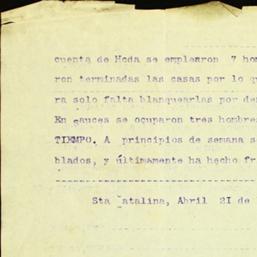 cuenta de Hcda se emplearon 7 hom
ron terminadas las casas por lo qu
ra solo falta blanquearlas por de
En cauces se ocuparon tres hombre
TIEMPO. A principios de semana s
blados, y últimamente ha hecho fr
Sta Catalina, Abril 21 de